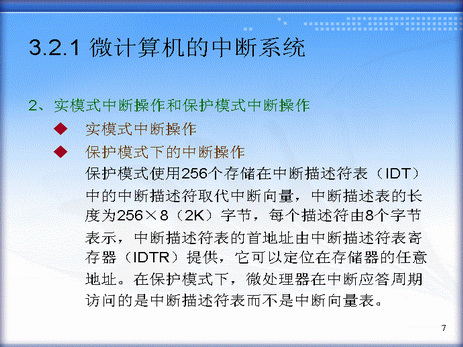 3.2.1 微计算机的中断系统
2、实模式中断操作和保护模式中断操作
实模式中断操作
保护模式下的中断操作
保护模式使用256个存储在中断描述符表（IDT）
中的中断描述符取代中断向量，中断描述表的长
度为256×8（2K）字节，每个描述符由8个字节
表示，中断描述符表的首地址由中断描述符表寄
存器（IDTR）提供，它可以定位在存储器的任意
地址。在保护模式下，微处理器在中断应答周期
访问的是中断描述符表而不是中断向量表。
7